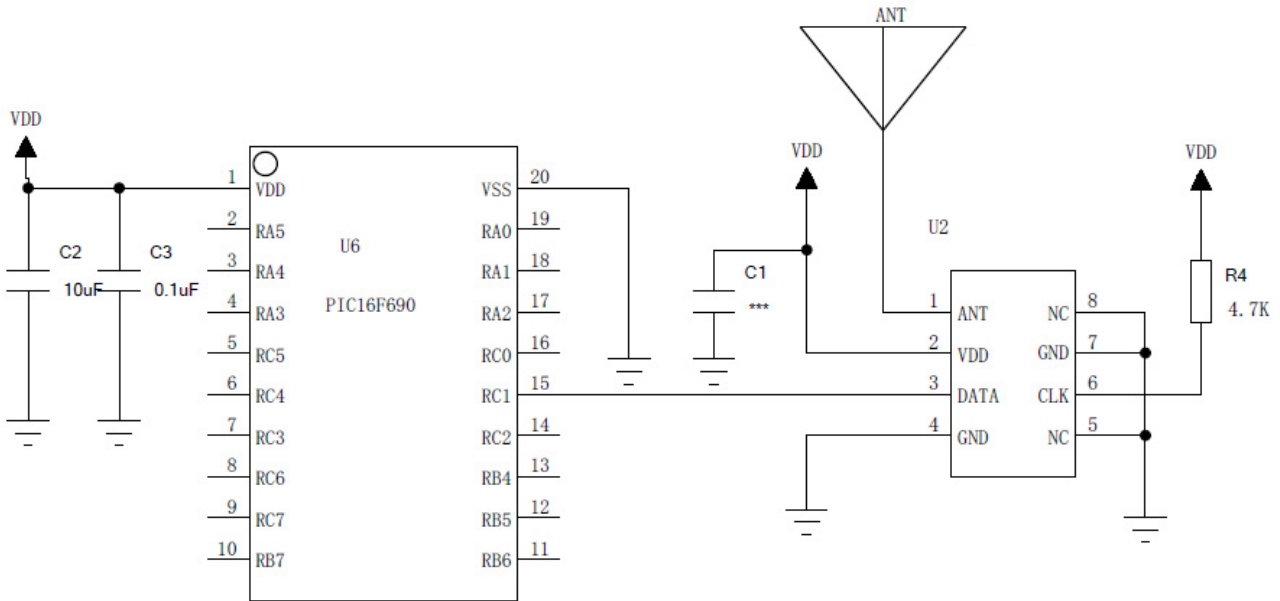 ANT
VDD
VDD
VDD
1 VDD VSS 20
2 RA5 RA0 19
3 RA4 RA1 18
4 RA3 RA2 17
5 RC5 RC0 16
6 RC4 RC1 15
7 RC3 RC2 14
8 RC6 RB4 13
9 RC7 RB5 12
10 RB7 RB6 11
U6
PIC16F690
C2
10uF
C3
0.1uF
C1
***
U2
1 ANT NC 8
2 VDD GND 7
3 DATA CLK 6
4 GND NC 5
R4
4.7K